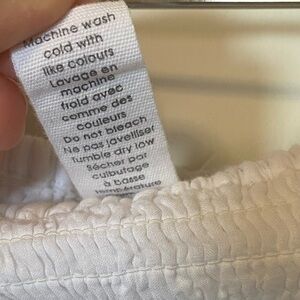 Machine wash
cold with
like colours
Lavage en
machine
froid avec
comme des
couleurs
Do not bleach
Ne pas javelliser
Tumble dry low
Sécher par
culbutage
à basse
température